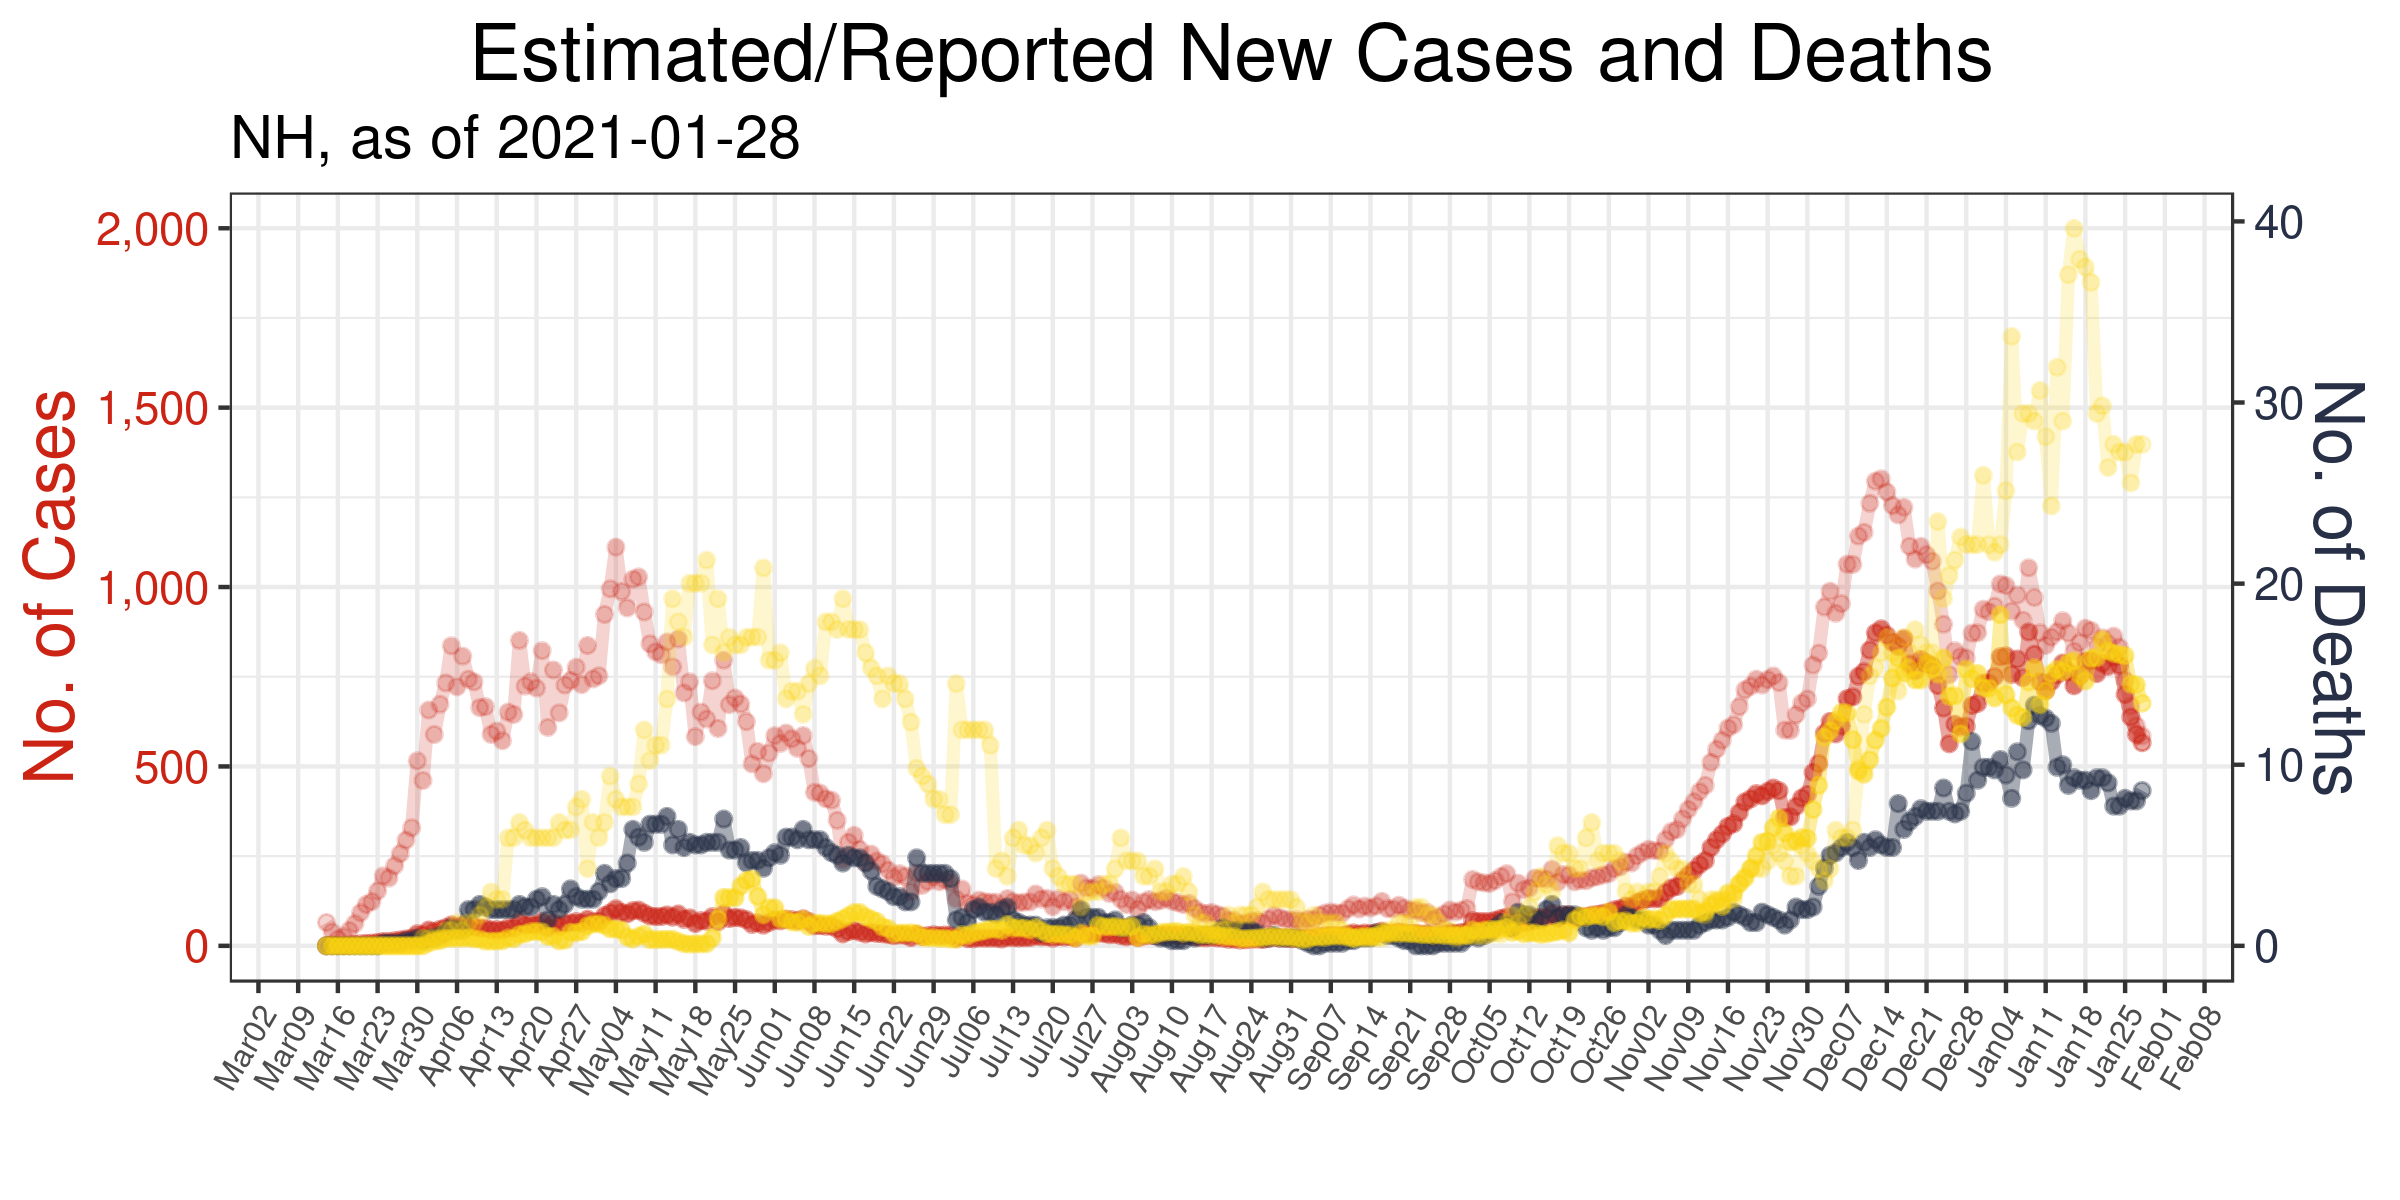 Estimated/Reported New Cases and Deaths
NH, as of 2021-01-28
No. of Cases
2,000
1,500
1,000
500
0
40
30
20
10
0
No. of Deaths
Mar02
Mar09
Mar16
Mar23
Mar30
Apr06
Apr13
Apr20
Apr27
May04
May11
May18
May25
Jun01
Jun08
Jun15
Jun22
Jun29
Jul06
Jul13
Jul20
Jul27
Aug03
Aug10
Aug17
Aug24
Aug31
Sep07
Sep14
Sep21
Sep28
Oct05
Oct12
Oct19
Oct26
Nov02
Nov09
Nov16
Nov23
Nov30
Dec07
Dec14
Dec21
Dec28
Jan04
Jan11
Jan18
Jan25
Feb01
Feb08